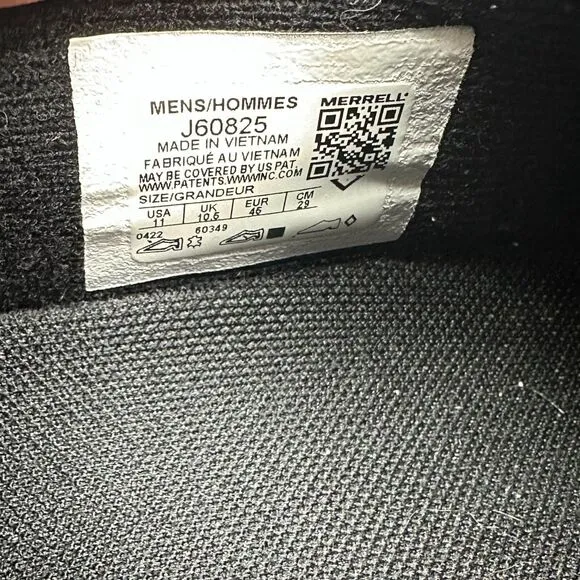 MENS/HOMMES
MERRELL
J60825
MADE IN VIETNAM
FABRIQUÉ AU VIETNAM
MAY BE COVERED BY US PAT.
WWW.PATENTS.WWWINC.COM
SIZE/GRANDEUR
USA UK EUR CM
11 10.5 46 29
0422 60349